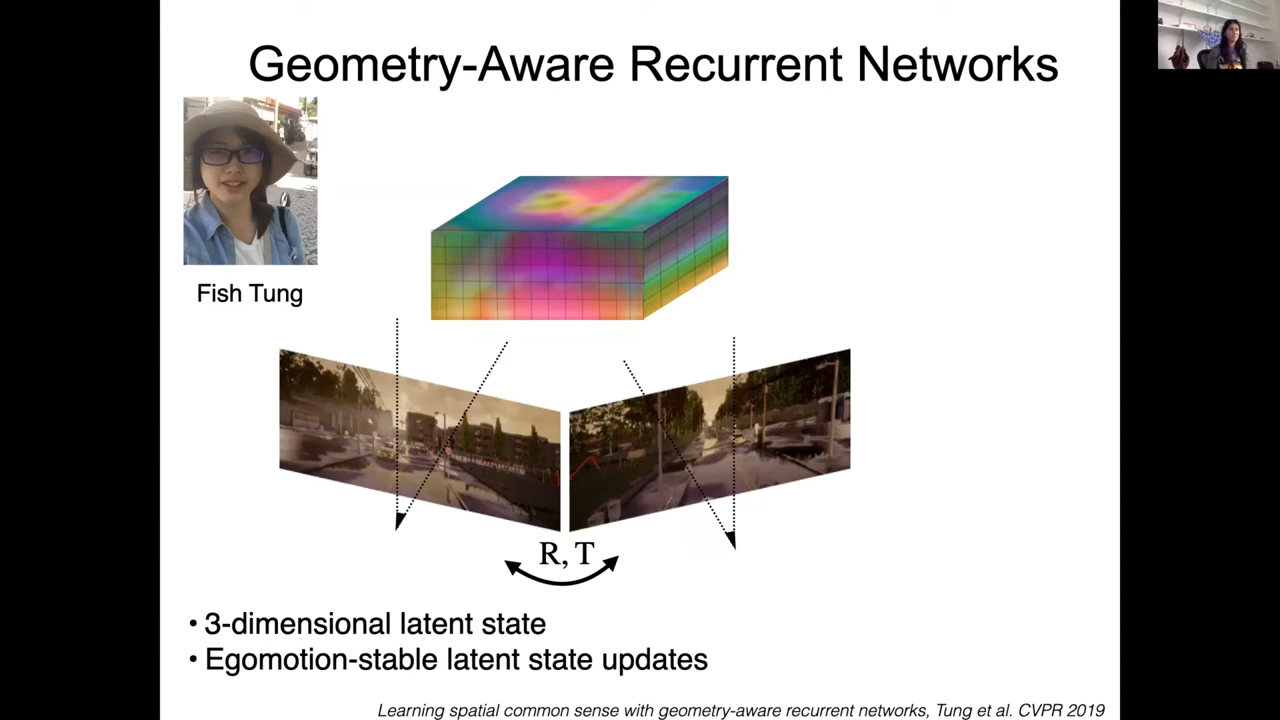 Geometry-Aware Recurrent Networks
Fish Tung
R, T
• 3-dimensional latent state
• Egomotion-stable latent state updates
Learning spatial common sense with geometry-aware recurrent networks, Tung et al. CVPR 2019